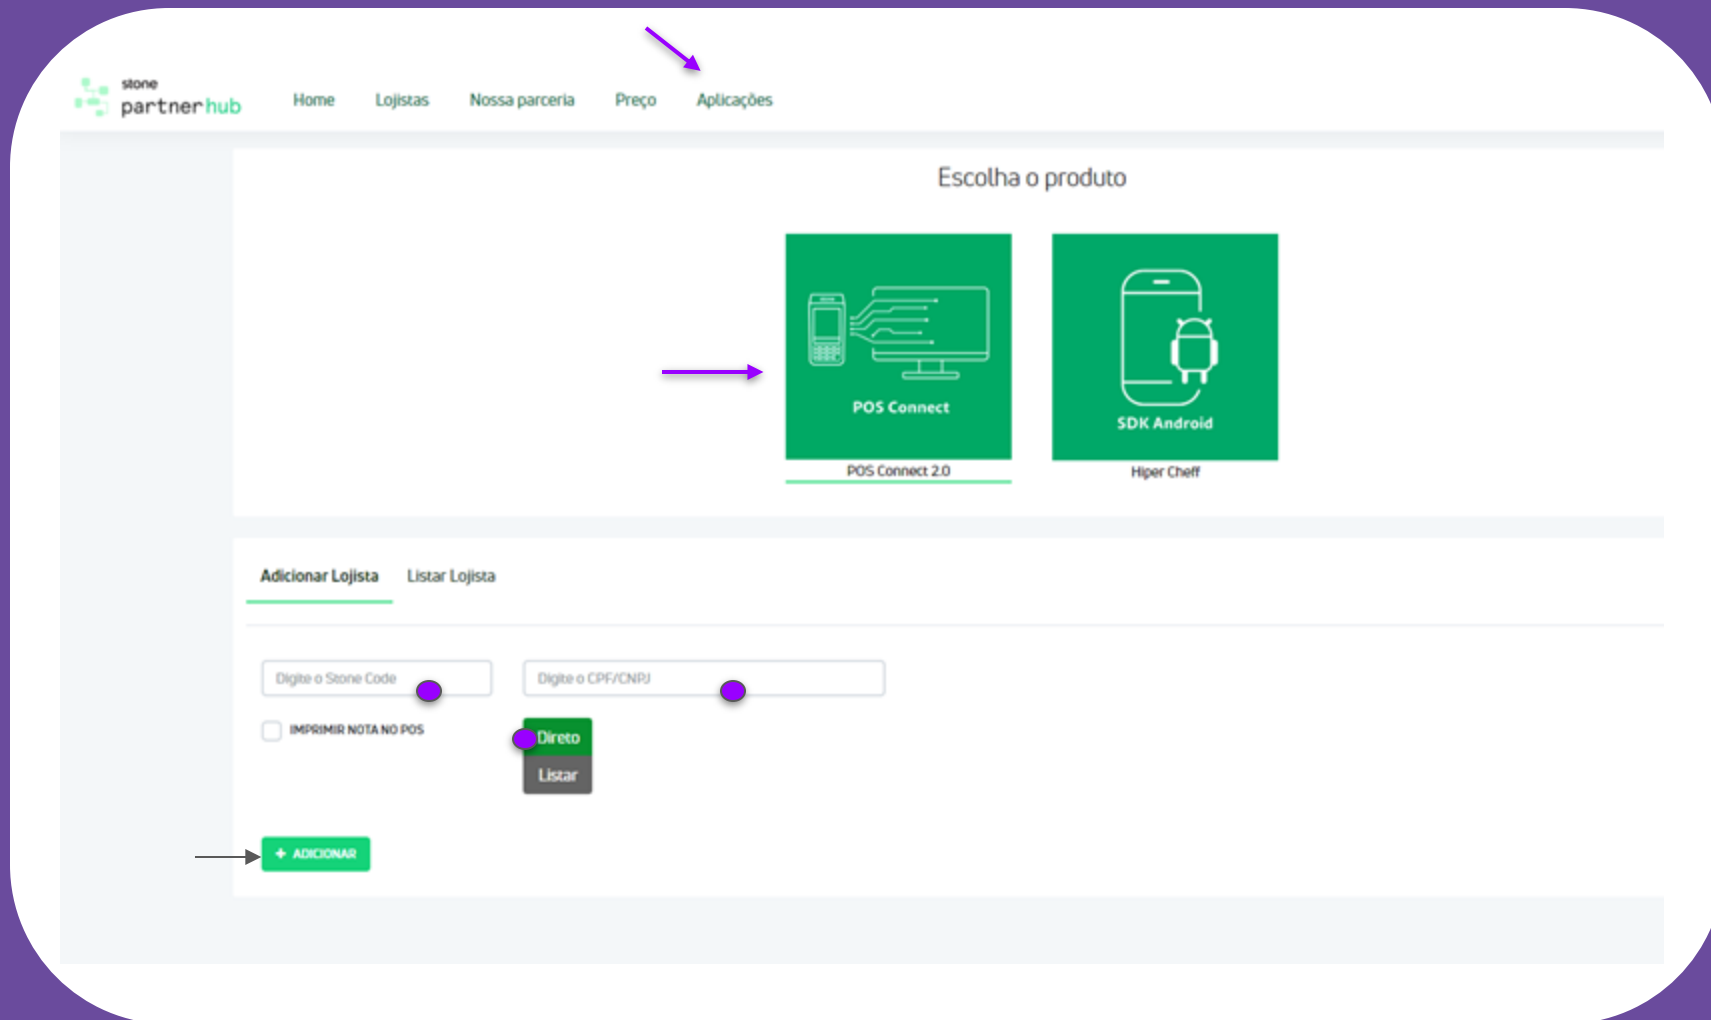 stone
partnerhub
Home Lojistas Nossa parceria Preço Aplicações
Escolha o produto
POS Connect
SDK Android
POS Connect 2.0
Hiper Cheff
Adicionar Lojista Listar Lojista
Digite o Stone Code
Digite o CPF/CNPJ
IMPRIMIR NOTA NO POS
Direto
Listar
+ ADICIONAR